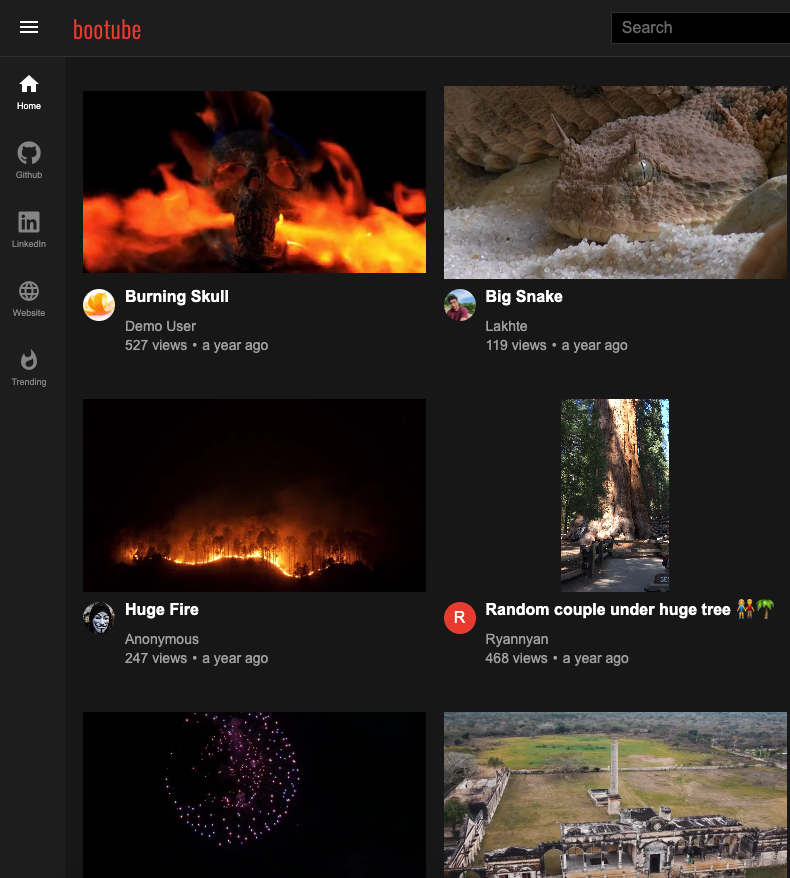 bootube
Search
Home
Github
LinkedIn
Website
Trending
Burning Skull
Demo User
527 views • a year ago
Big Snake
Lakhte
119 views • a year ago
Huge Fire
Anonymous
247 views • a year ago
R
Random couple under huge tree 👫🌴
Ryannyan
468 views • a year ago